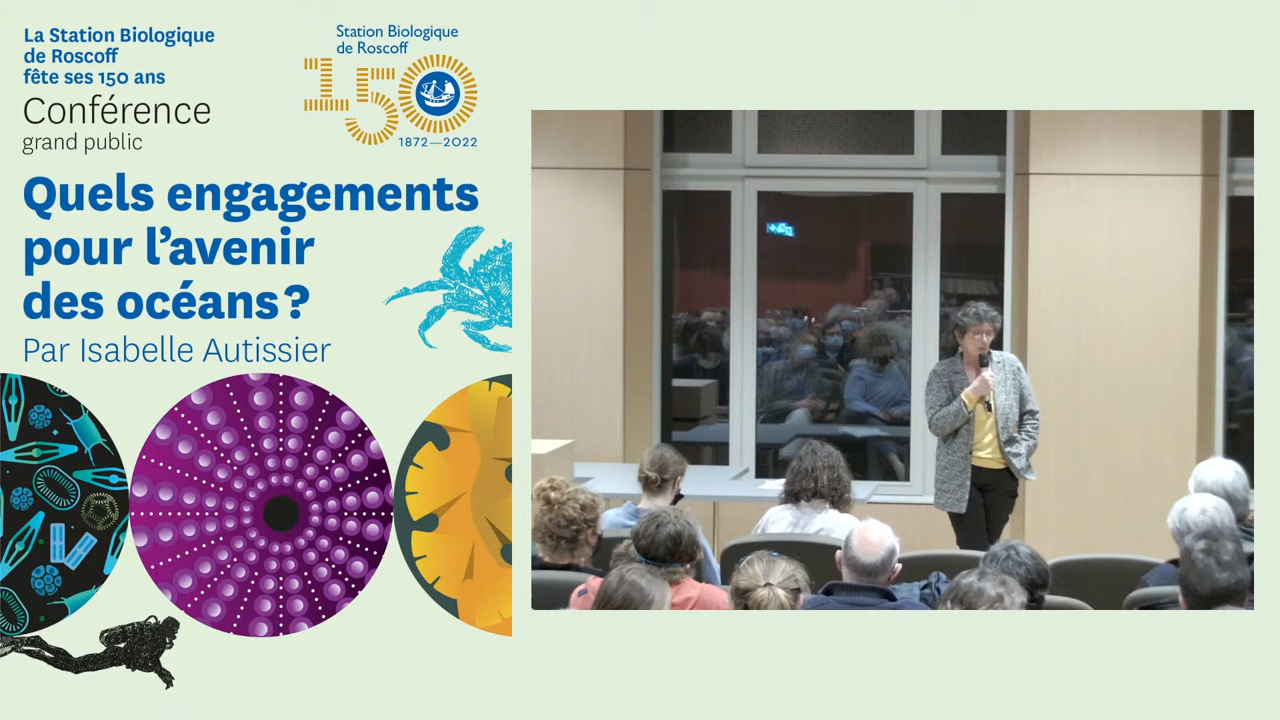 La Station Biologique
de Roscoff
fête ses 150 ans
Conférence
grand public
Station Biologique
de Roscoff
150
1872—2022
Quels engagements
pour l'avenir
des océans ?
Par Isabelle Autissier